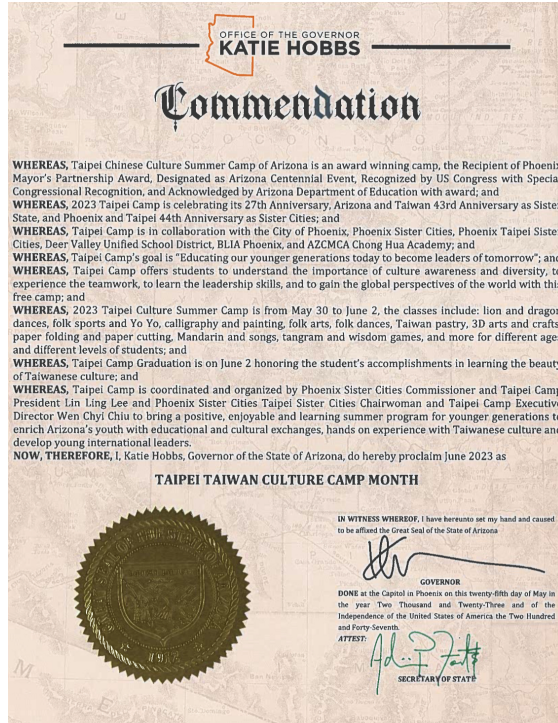 OFFICE OF THE GOVERNOR
KATIE HOBBS
Commendation
WHEREAS, Taipei Chinese Culture Summer Camp of Arizona is an award winning camp, the Recipient of Phoenix
Mayor's Partnership Award, Designated as Arizona Centennial Event, Recognized by US Congress with Special
Congressional Recognition, and Acknowledged by Arizona Department of Education with award; and
WHEREAS, 2023 Taipei Camp is celebrating its 27th Anniversary, Arizona and Taiwan 43rd Anniversary as Sister
State, and Phoenix and Taipei 44th Anniversary as Sister Cities; and
WHEREAS, Taipei Camp is in collaboration with the City of Phoenix, Phoenix Sister Cities, Phoenix Taipei Sister
Cities, Deer Valley Unified School District, BLIA Phoenix, and AZCMCA Chong Hua Academy; and
WHEREAS, Taipei Camp's goal is "Educating our younger generations today to become leaders of tomorrow"; and
WHEREAS, Taipei Camp offers students to understand the importance of culture awareness and diversity, to
experience the teamwork, to learn the leadership skills, and to gain the global perspectives of the world with this
free camp; and
WHEREAS, 2023 Taipei Culture Summer Camp is from May 30 to June 2, the classes include: lion and dragon
dances, folk sports and Yo Yo, calligraphy and painting, folk arts, folk dances, Taiwan pastry, 3D arts and crafts,
paper folding and paper cutting, Mandarin and songs, tangram and wisdom games, and more for different ages
and different levels of students; and
WHEREAS, Taipei Camp Graduation is on June 2 honoring the student's accomplishments in learning the beauty
of Taiwanese culture; and
WHEREAS, Taipei Camp is coordinated and organized by Phoenix Sister Cities Commissioner and Taipei Camp
President Lin Ling Lee and Phoenix Sister Cities Taipei Sister Cities Chairwoman and Taipei Camp Executive
Director Wen Chyi Chiu to bring a positive, enjoyable and learning summer program for younger generations to
enrich Arizona's youth with educational and cultural exchanges, hands on experience with Taiwanese culture and
develop young international leaders.
NOW, THEREFORE, I, Katie Hobbs, Governor of the State of Arizona, do hereby proclaim June 2023 as
TAIPEI TAIWAN CULTURE CAMP MONTH
IN WITNESS WHEREOF, I have hereunto set my hand and caused
to be affixed the Great Seal of the State of Arizona
GOVERNOR
DONE at the Capitol in Phoenix on this twenty-fifth day of May in
the year Two Thousand and Twenty-Three and of the
Independence of the United States of America the Two Hundred
and Forty-Seventh.
ATTEST:
SECRETARY OF STATE
1912